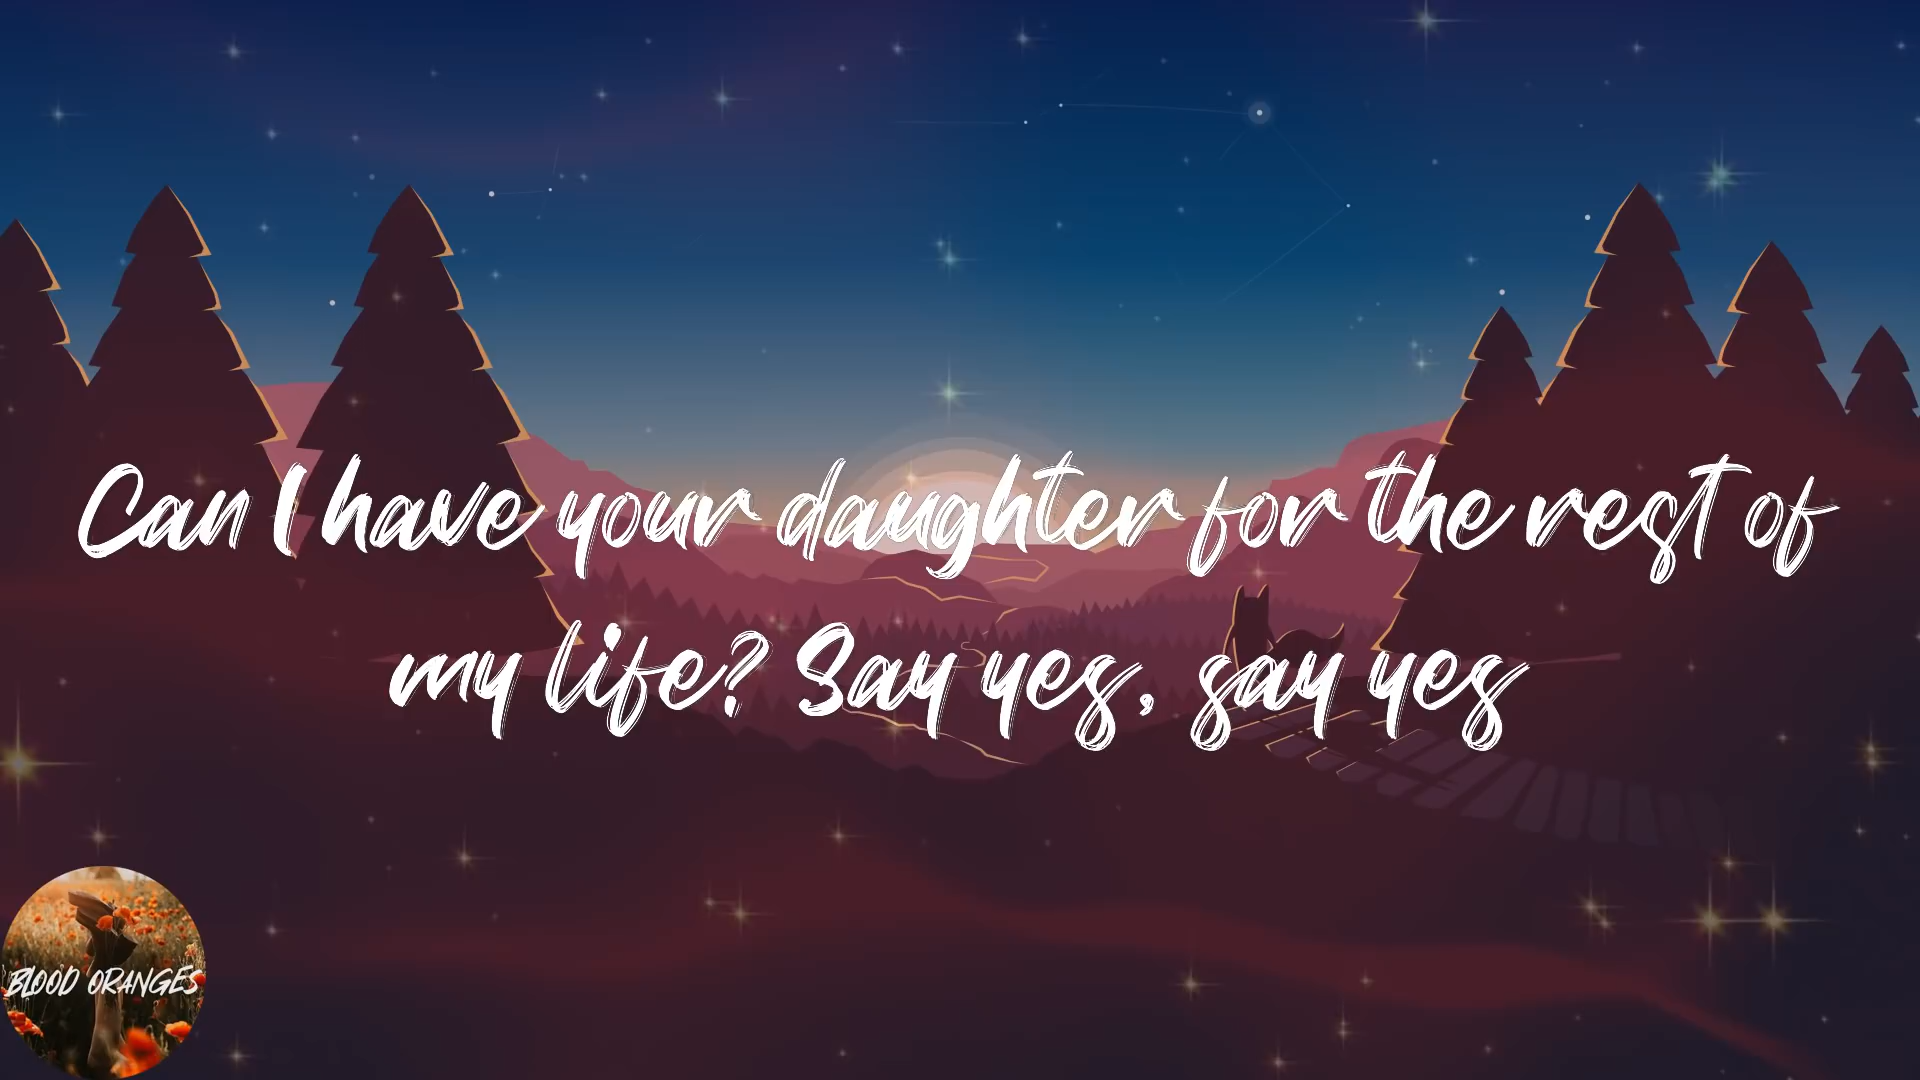 Can I have your daughter for the rest of
my life? Say yes, say yes
BLOOD ORANGES